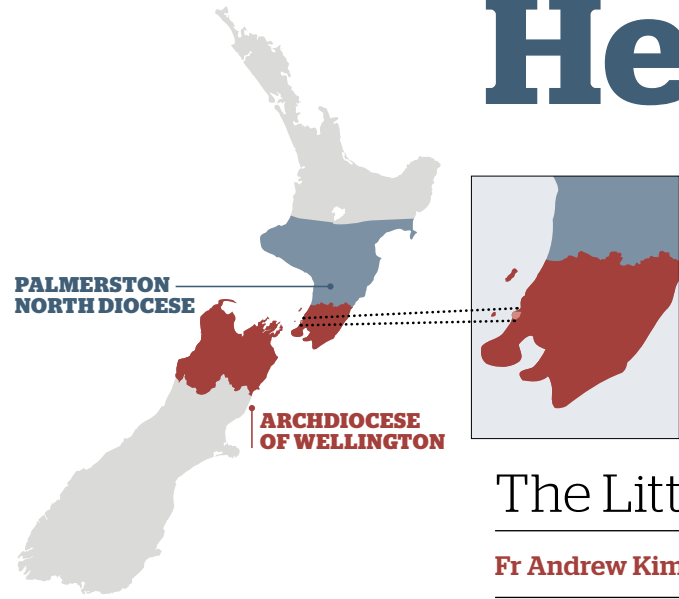 He
PALMERSTON
NORTH DIOCESE
ARCHDIOCESE
OF WELLINGTON
The Litt
Fr Andrew Kim